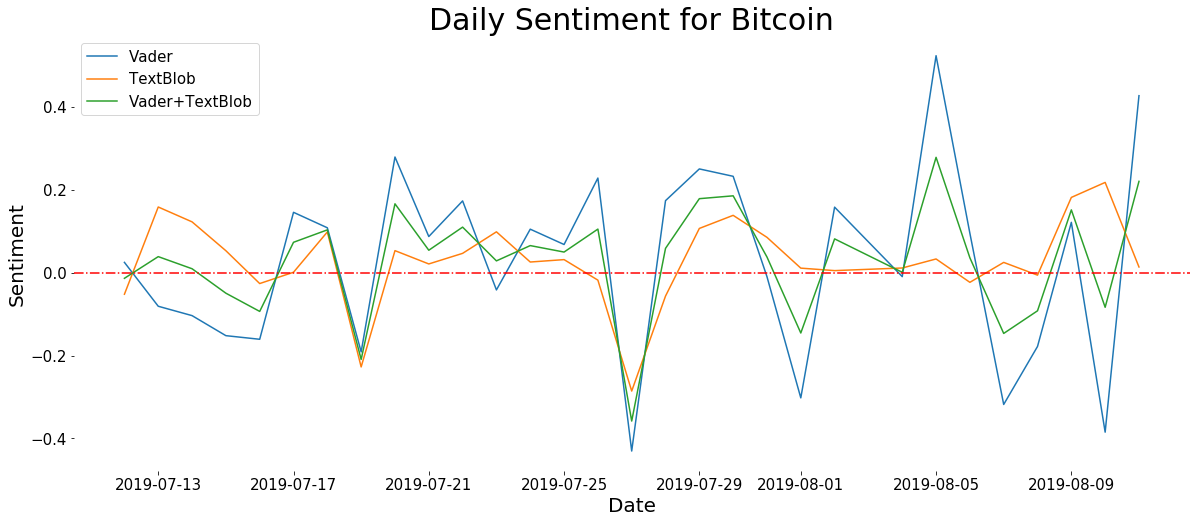 Daily Sentiment for Bitcoin
Vader
TextBlob
Vader+TextBlob
Sentiment
0.4
0.2
0.0
−0.2
−0.4
2019-07-13 2019-07-17 2019-07-21 2019-07-25 2019-07-29 2019-08-01 2019-08-05 2019-08-09
Date